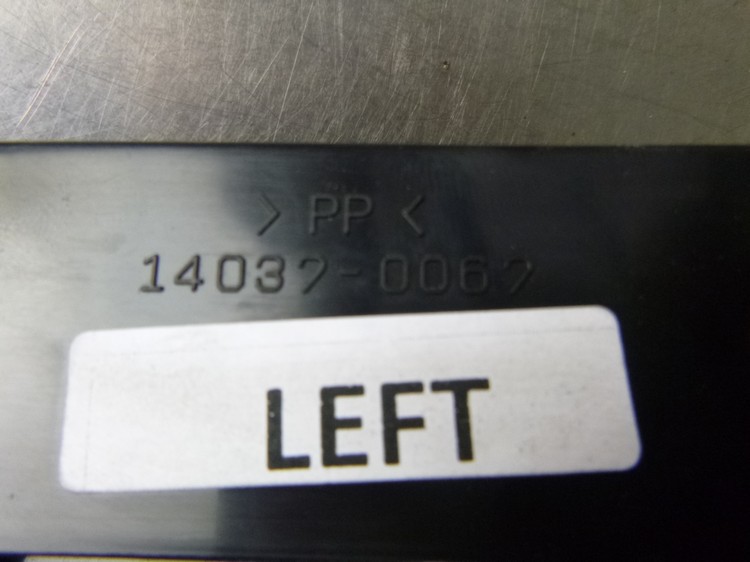 > PP <
14037-0067
LEFT